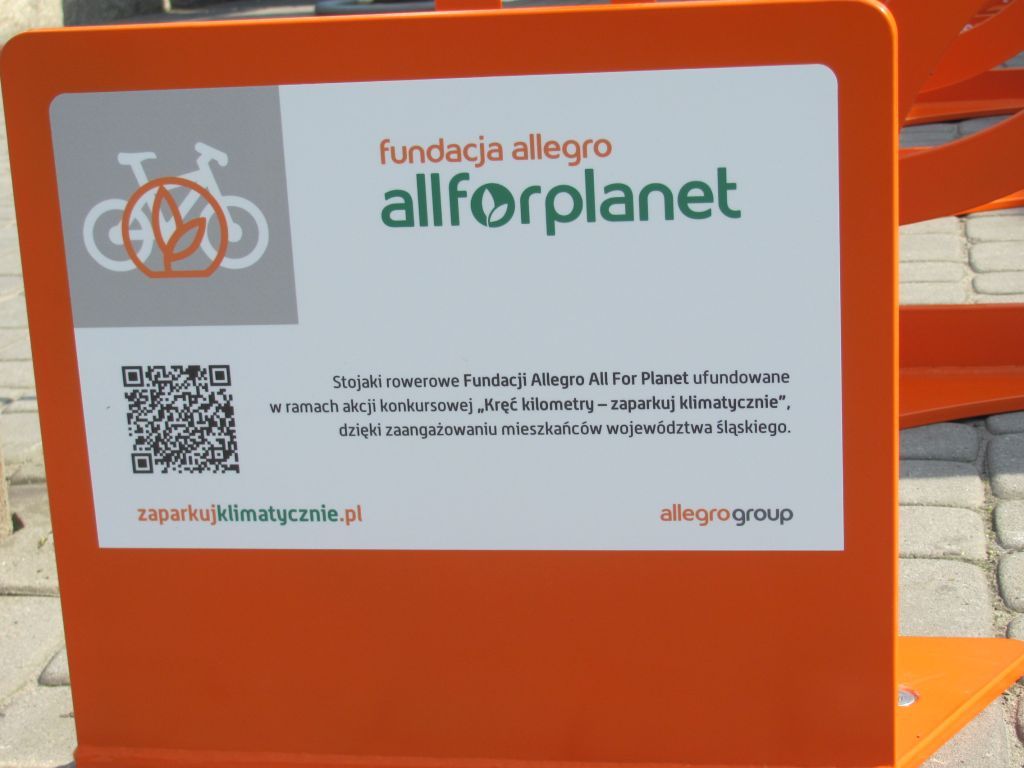 fundacja allegro
allforplanet
Stojaki rowerowe Fundacji Allegro All For Planet ufundowane
w ramach akcji konkursowej „Kręć kilometry – zaparkuj klimatycznie”,
dzięki zaangażowaniu mieszkańców województwa śląskiego.
zaparkujklimatycznie.pl
allegrogroup